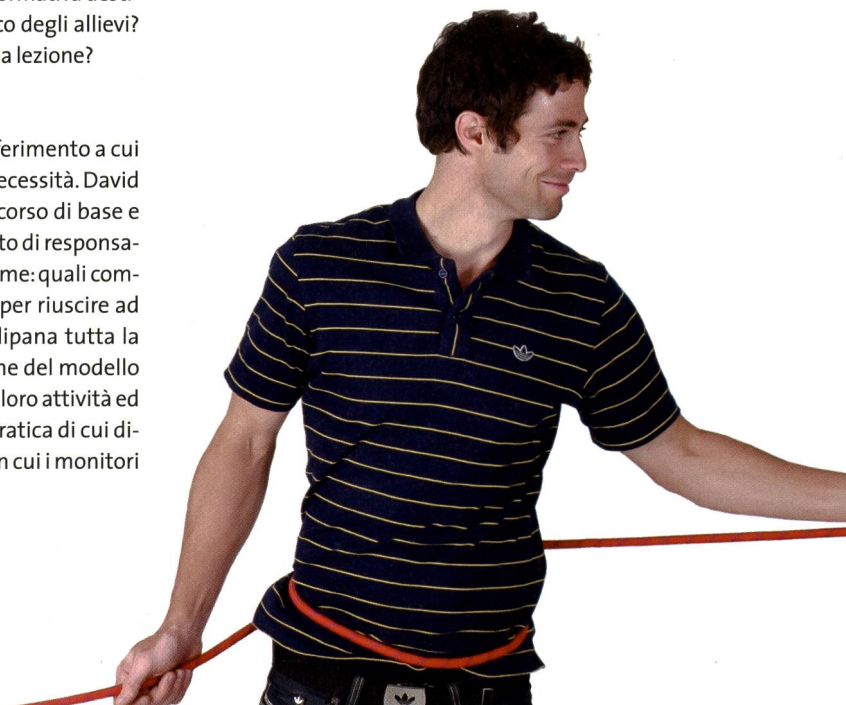 co degli allievi?
a lezione?
ferimento a cui
ecessità. David
corso di base e
to di responsa-
me: quali com-
per riuscire ad
dipana tutta la
ne del modello
loro attività ed
ratica di cui di-
n cui i monitori